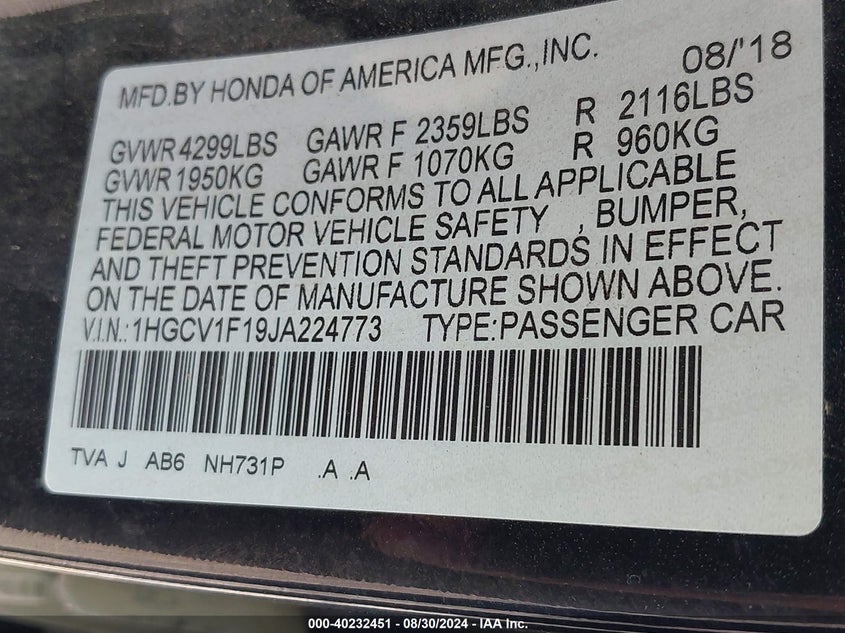 MFD.BY HONDA OF AMERICA MFG.,INC. 08/'18
GVWR 4299LBS GAWR F 2359LBS R 2116LBS
GVWR 1950KG GAWR F 1070KG R 960KG
THIS VEHICLE CONFORMS TO ALL APPLICABLE
FEDERAL MOTOR VEHICLE SAFETY , BUMPER,
AND THEFT PREVENTION STANDARDS IN EFFECT
ON THE DATE OF MANUFACTURE SHOWN ABOVE.
V.I.N.:1HGCV1F19JA224773 TYPE:PASSENGER CAR
TVA J AB6 NH731P .A .A
000-40232451 - 08/30/2024 - IAA Inc.